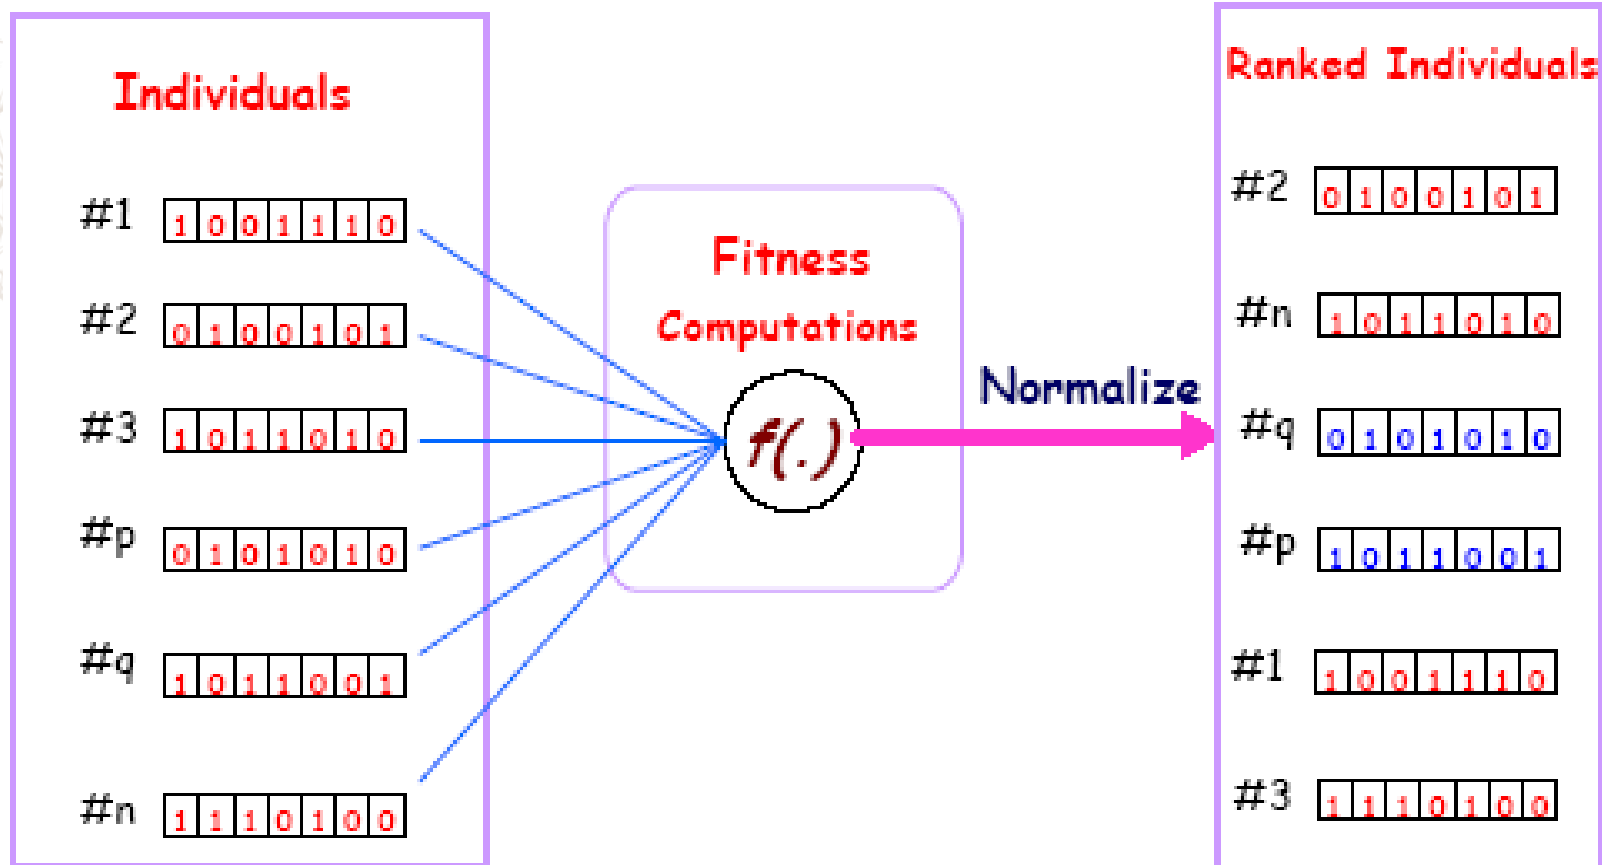 Individuals
#1 1 0 0 1 1 1 0
#2 0 1 0 0 1 0 1
#3 1 0 1 1 0 1 0
#p 0 1 0 1 0 1 0
#q 1 0 1 1 0 0 1
#n 1 1 1 0 1 0 0
Fitness
Computations
f(.)
Normalize
Ranked Individuals
#2 0 1 0 0 1 0 1
#n 1 0 1 1 0 1 0
#q 0 1 0 1 0 1 0
#p 1 0 1 1 0 0 1
#1 1 0 0 1 1 1 0
#3 1 1 1 0 1 0 0